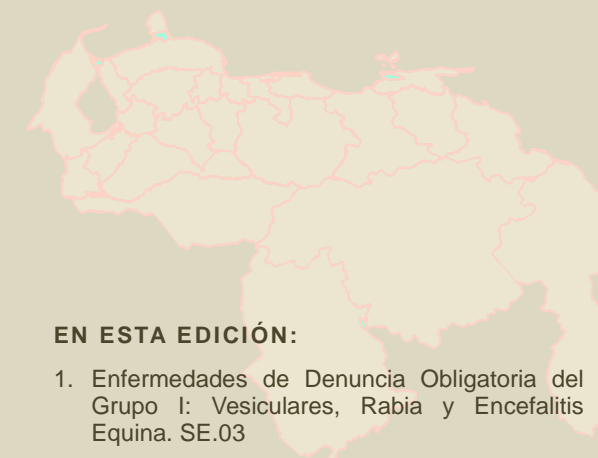 EN ESTA EDICIÓN:
1. Enfermedades de Denuncia Obligatoria del
Grupo I: Vesiculares, Rabia y Encefalitis
Equina. SE.03